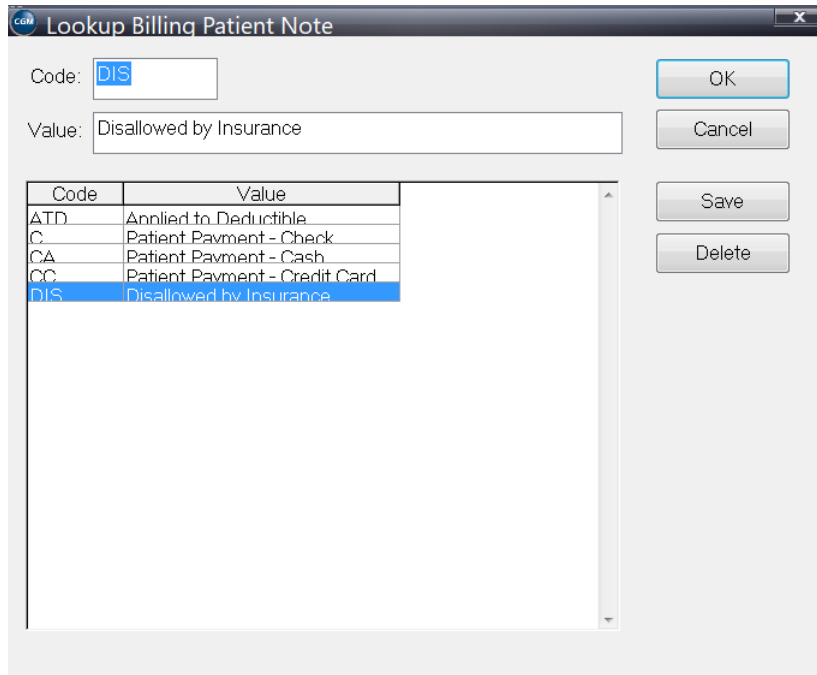 CGM Lookup Billing Patient Note x
Code: DIS OK
Value: Disallowed by Insurance Cancel
Code Value Save
ATD Applied to Deductible
C Patient Payment - Check
CA Patient Payment - Cash Delete
CC Patient Payment - Credit Card
DIS Disallowed by Insurance